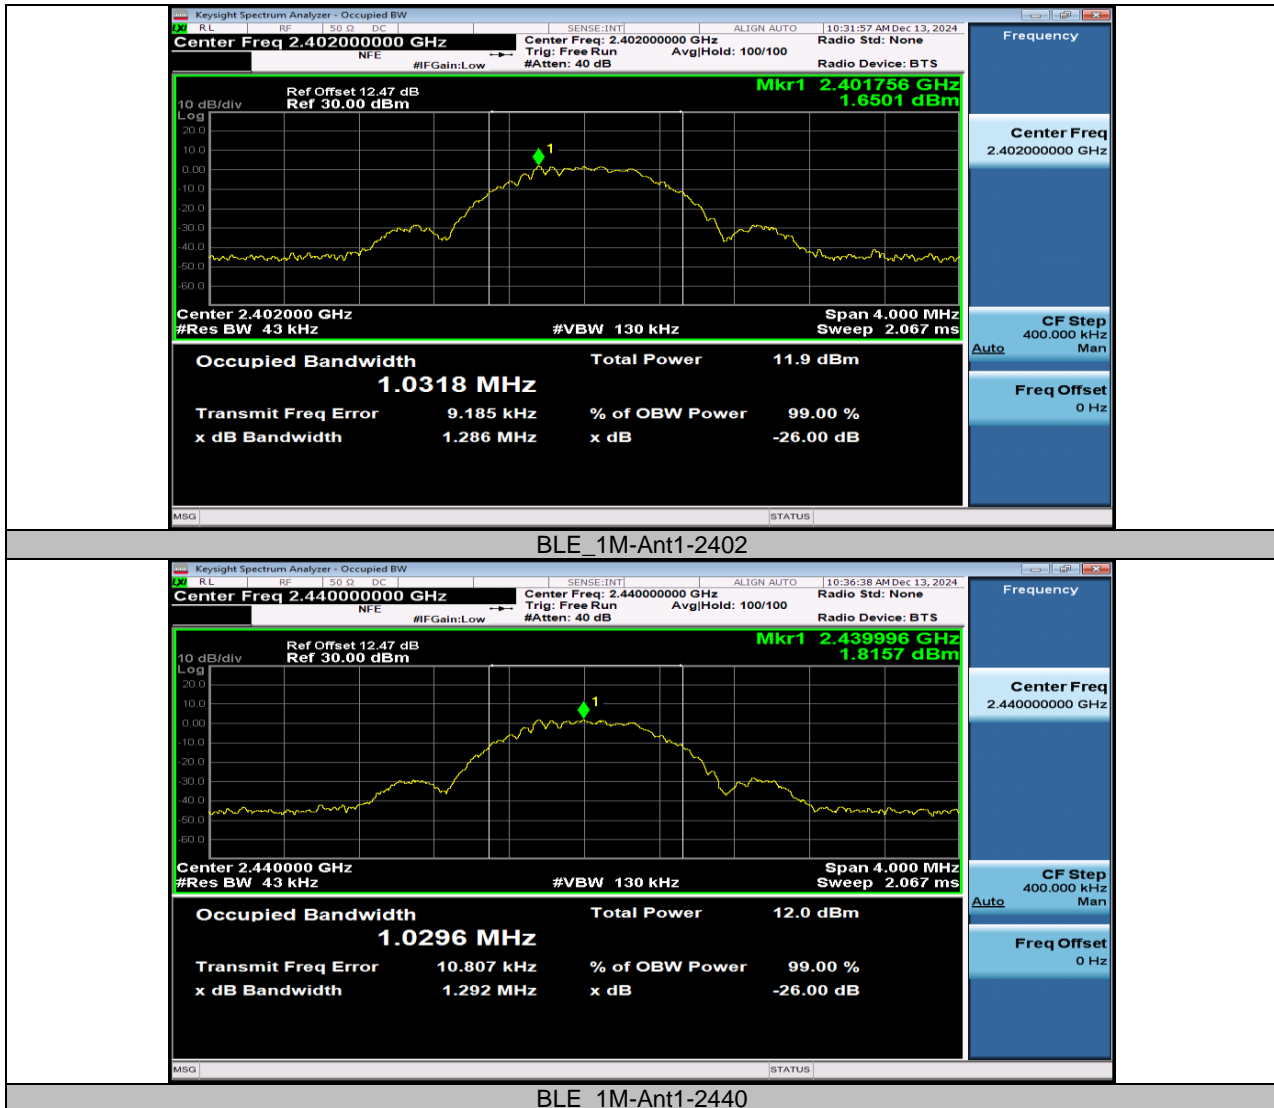 Keysight Spectrum Analyzer - Occupied BW
LXI RL RF 50 Ω DC SENSE:INT ALIGN AUTO 10:31:57 AM Dec 13, 2024
Center Freq 2.402000000 GHz Center Freq: 2.402000000 GHz Radio Std: None
NFE Trig: Free Run Avg|Hold: 100/100
#IFGain:Low #Atten: 40 dB Radio Device: BTS
Frequency
Mkr1 2.401756 GHz
1.6501 dBm
Ref Offset 12.47 dB
10 dB/div Ref 30.00 dBm
Log
20.0
10.0
0.00
-10.0
-20.0
-30.0
-40.0
-50.0
-60.0
1
Center Freq
2.402000000 GHz
Center 2.402000 GHz Span 4.000 MHz
#Res BW 43 kHz #VBW 130 kHz Sweep 2.067 ms
CF Step
400.000 kHz
Auto Man
Freq Offset
0 Hz
Occupied Bandwidth Total Power 11.9 dBm
1.0318 MHz
Transmit Freq Error 9.185 kHz % of OBW Power 99.00 %
x dB Bandwidth 1.286 MHz x dB -26.00 dB
MSG STATUS
BLE_1M-Ant1-2402
Keysight Spectrum Analyzer - Occupied BW
LXI RL RF 50 Ω DC SENSE:INT ALIGN AUTO 10:36:38 AM Dec 13, 2024
Center Freq 2.440000000 GHz Center Freq: 2.440000000 GHz Radio Std: None
NFE Trig: Free Run Avg|Hold: 100/100
#IFGain:Low #Atten: 40 dB Radio Device: BTS
Frequency
Mkr1 2.439996 GHz
1.8157 dBm
Ref Offset 12.47 dB
10 dB/div Ref 30.00 dBm
Log
20.0
10.0
0.00
-10.0
-20.0
-30.0
-40.0
-50.0
-60.0
1
Center Freq
2.440000000 GHz
Center 2.440000 GHz Span 4.000 MHz
#Res BW 43 kHz #VBW 130 kHz Sweep 2.067 ms
CF Step
400.000 kHz
Auto Man
Freq Offset
0 Hz
Occupied Bandwidth Total Power 12.0 dBm
1.0296 MHz
Transmit Freq Error 10.807 kHz % of OBW Power 99.00 %
x dB Bandwidth 1.292 MHz x dB -26.00 dB
MSG STATUS
BLE_1M-Ant1-2440